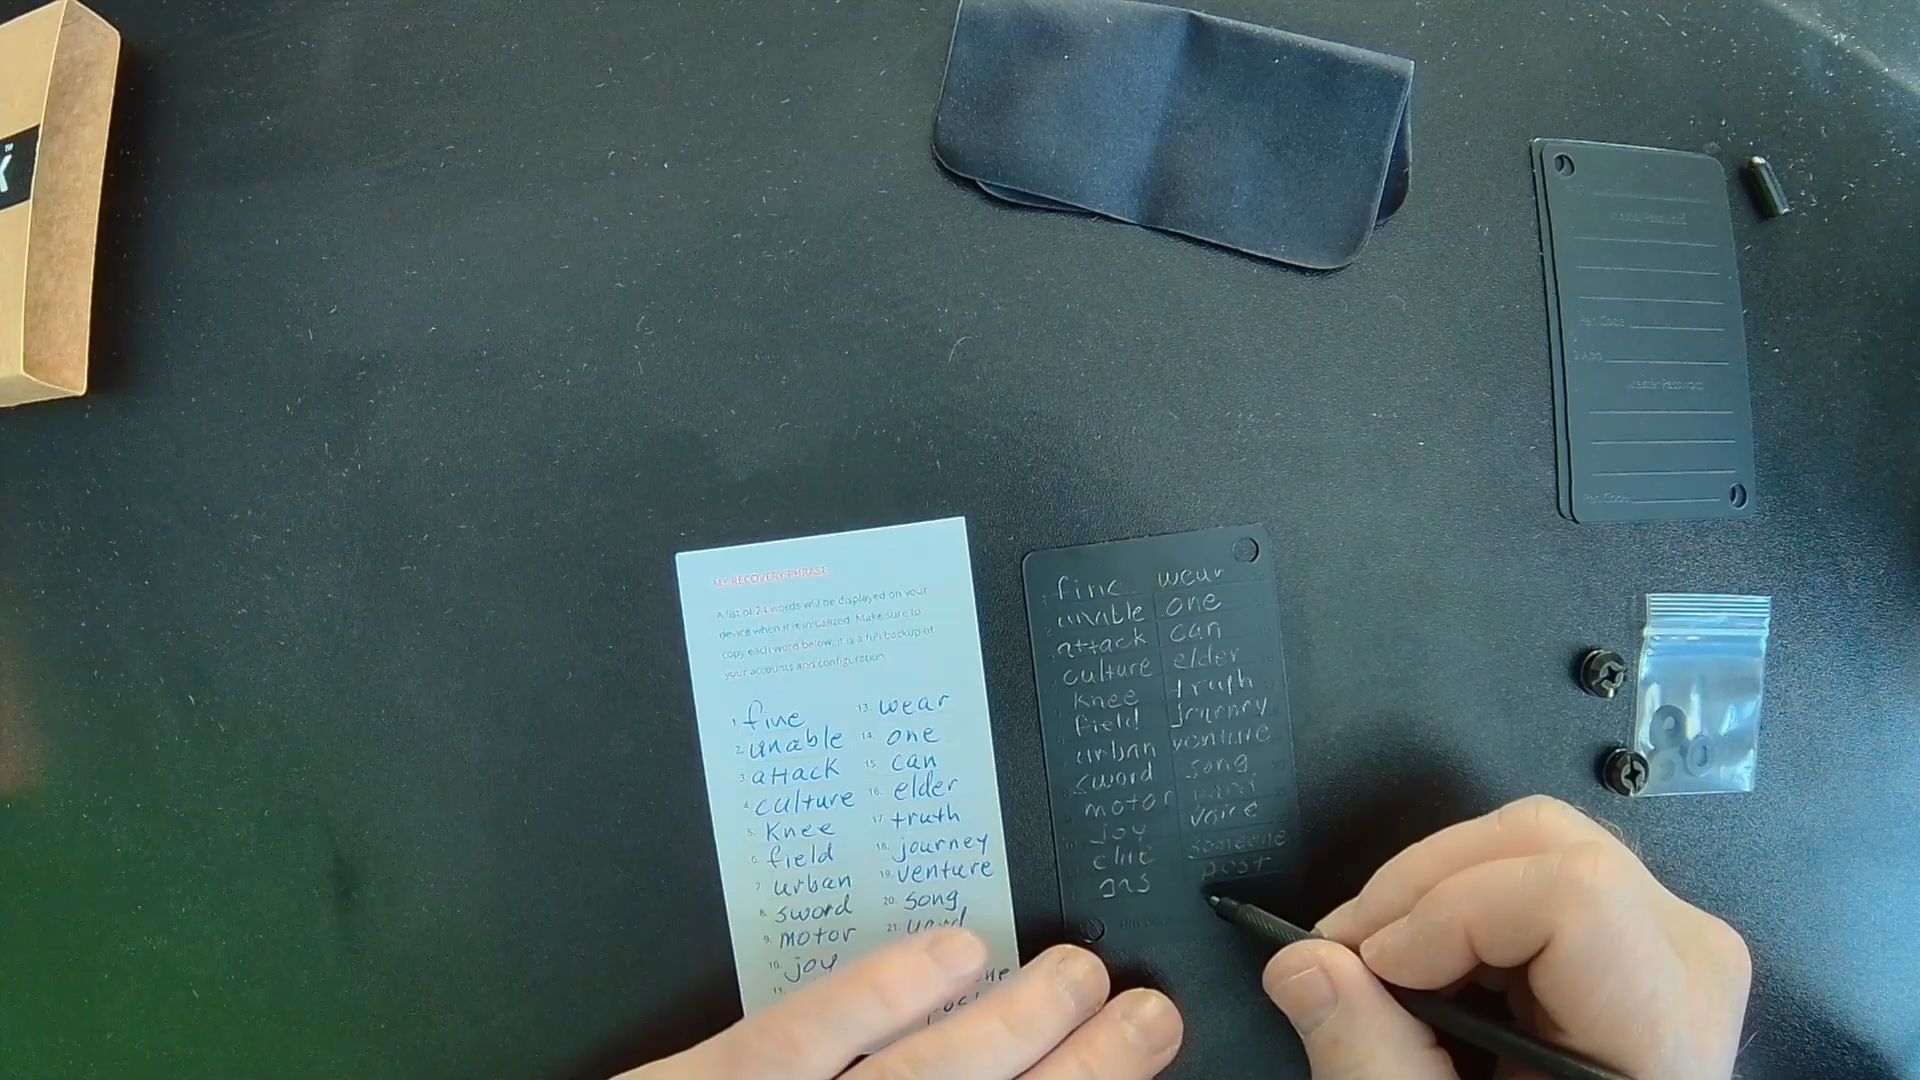 MY RECOVERY PHRASE
A list of 24 words will be displayed on your
device when it is initialized. Make sure to
copy each word below, it is a full backup of
your accounts and configuration.
1. fine
2. unable
3. attack
4. culture
5. knee
6. field
7. urban
8. sword
9. motor
10. joy
11.
13. wear
14. one
15. can
16. elder
17. truth
18. journey
19. venture
20. song
21.
fine wear
unable one
attack can
culture elder
knee truth
field journey
urban venture
sword song
motor
joy voice
clue someone
gas post
Master Password
Pen Code
Master Password
Pen Code